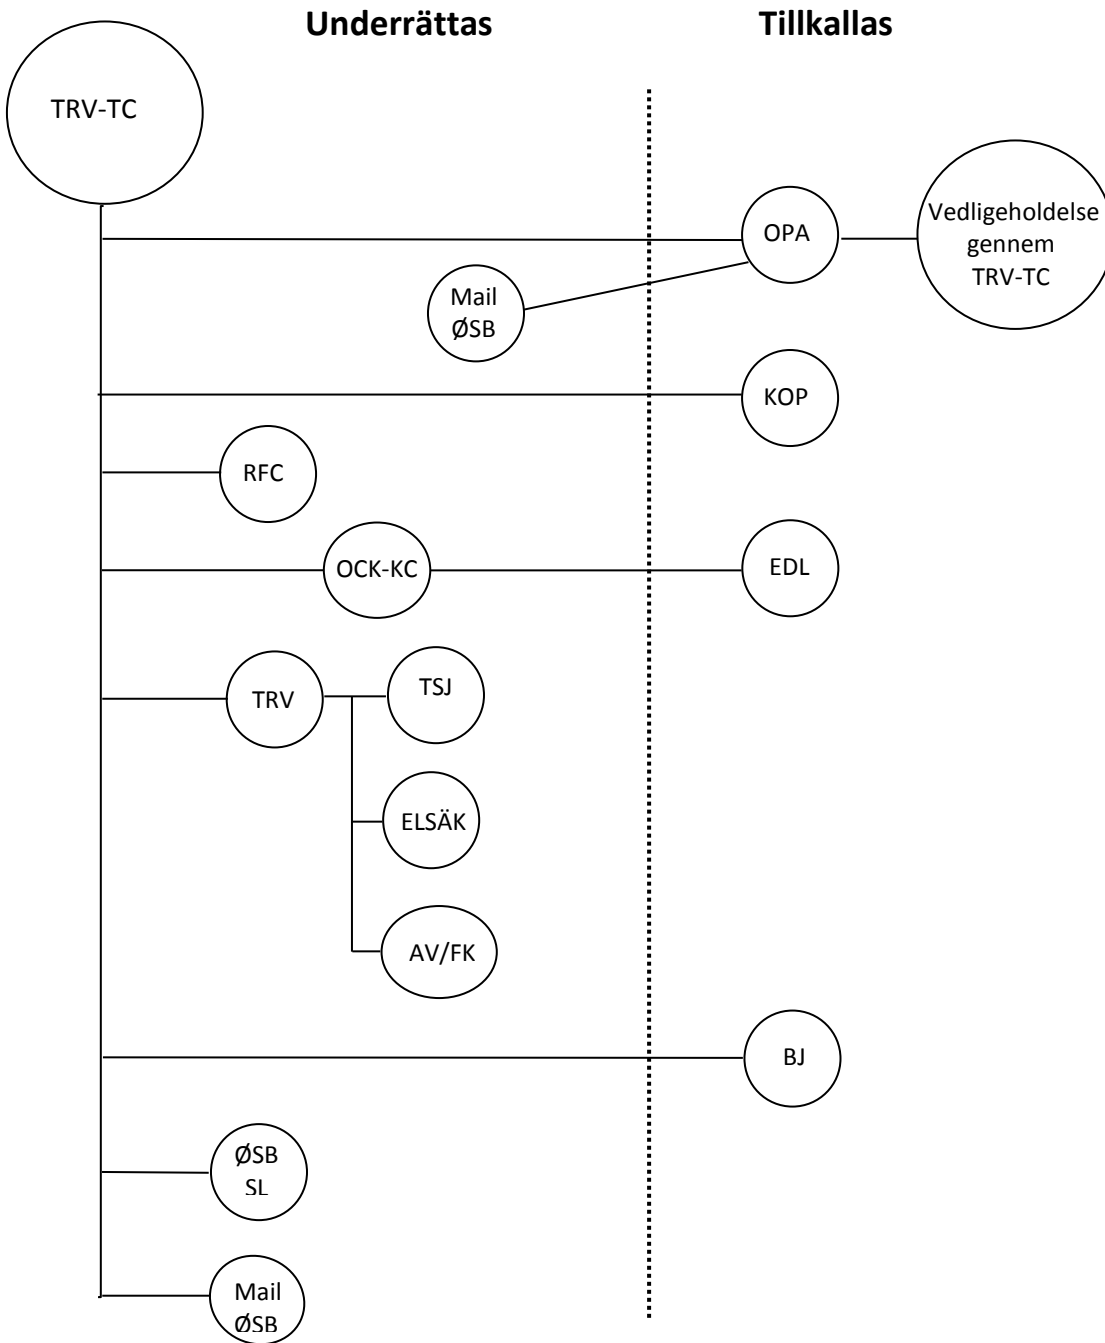 Underrättas
Tillkallas
TRV-TC
OPA
Vedligeholdelse
gennem
TRV-TC
Mail
ØSB
KOP
RFC
OCK-KC
EDL
TRV
TSJ
ELSÄK
AV/FK
BJ
ØSB
SL
Mail
ØSB